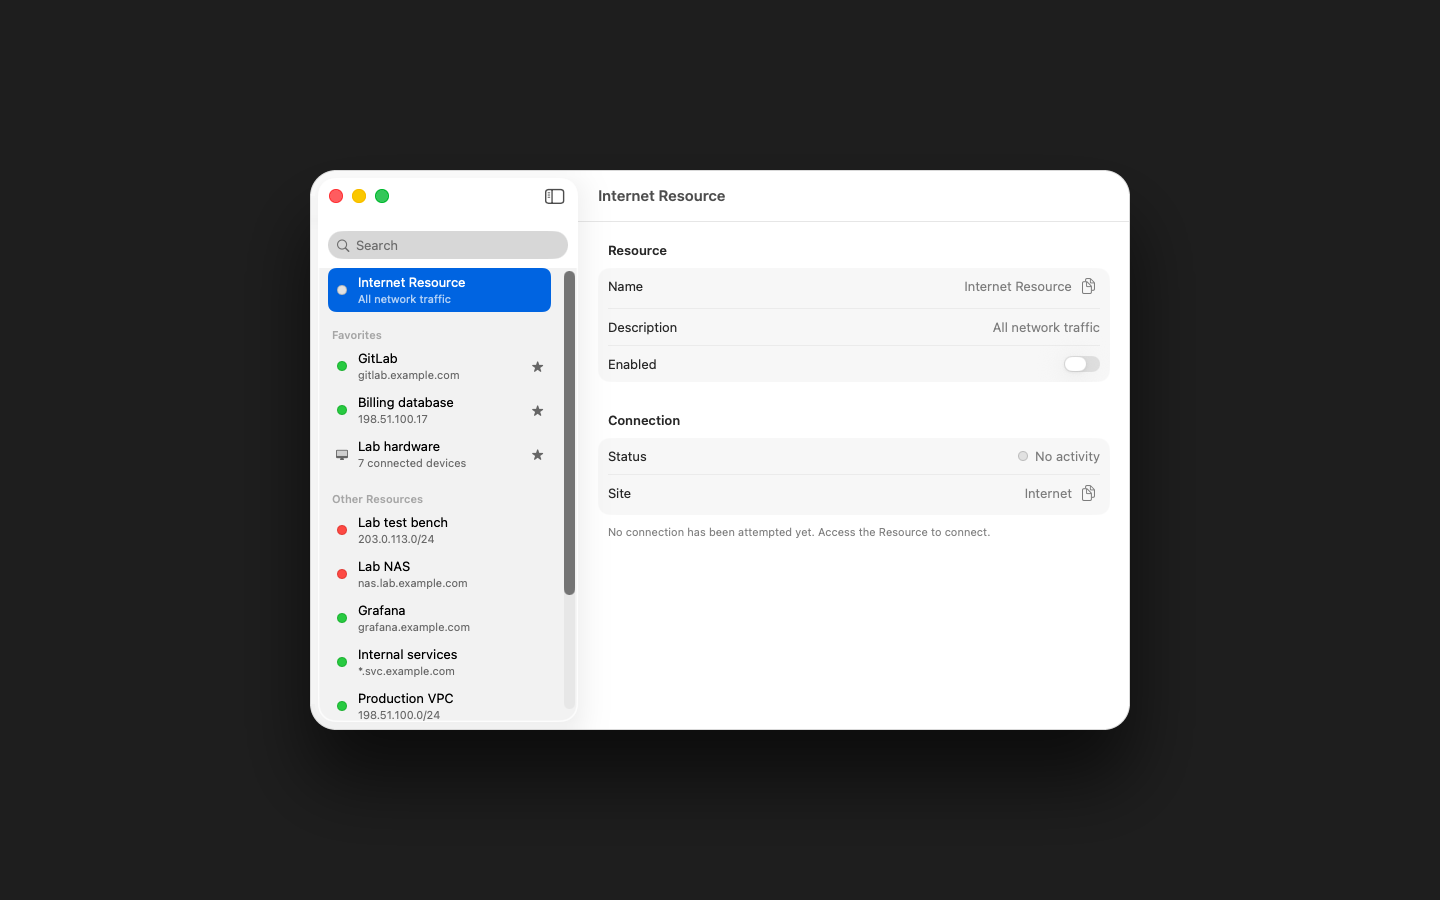 Internet Resource
Search
Internet Resource
All network traffic
Favorites
GitLab
gitlab.example.com
Billing database
198.51.100.17
Lab hardware
7 connected devices
Other Resources
Lab test bench
203.0.113.0/24
Lab NAS
nas.lab.example.com
Grafana
grafana.example.com
Internal services
*.svc.example.com
Production VPC
198.51.100.0/24
Resource
Name Internet Resource
Description All network traffic
Enabled
Connection
Status No activity
Site Internet
No connection has been attempted yet. Access the Resource to connect.